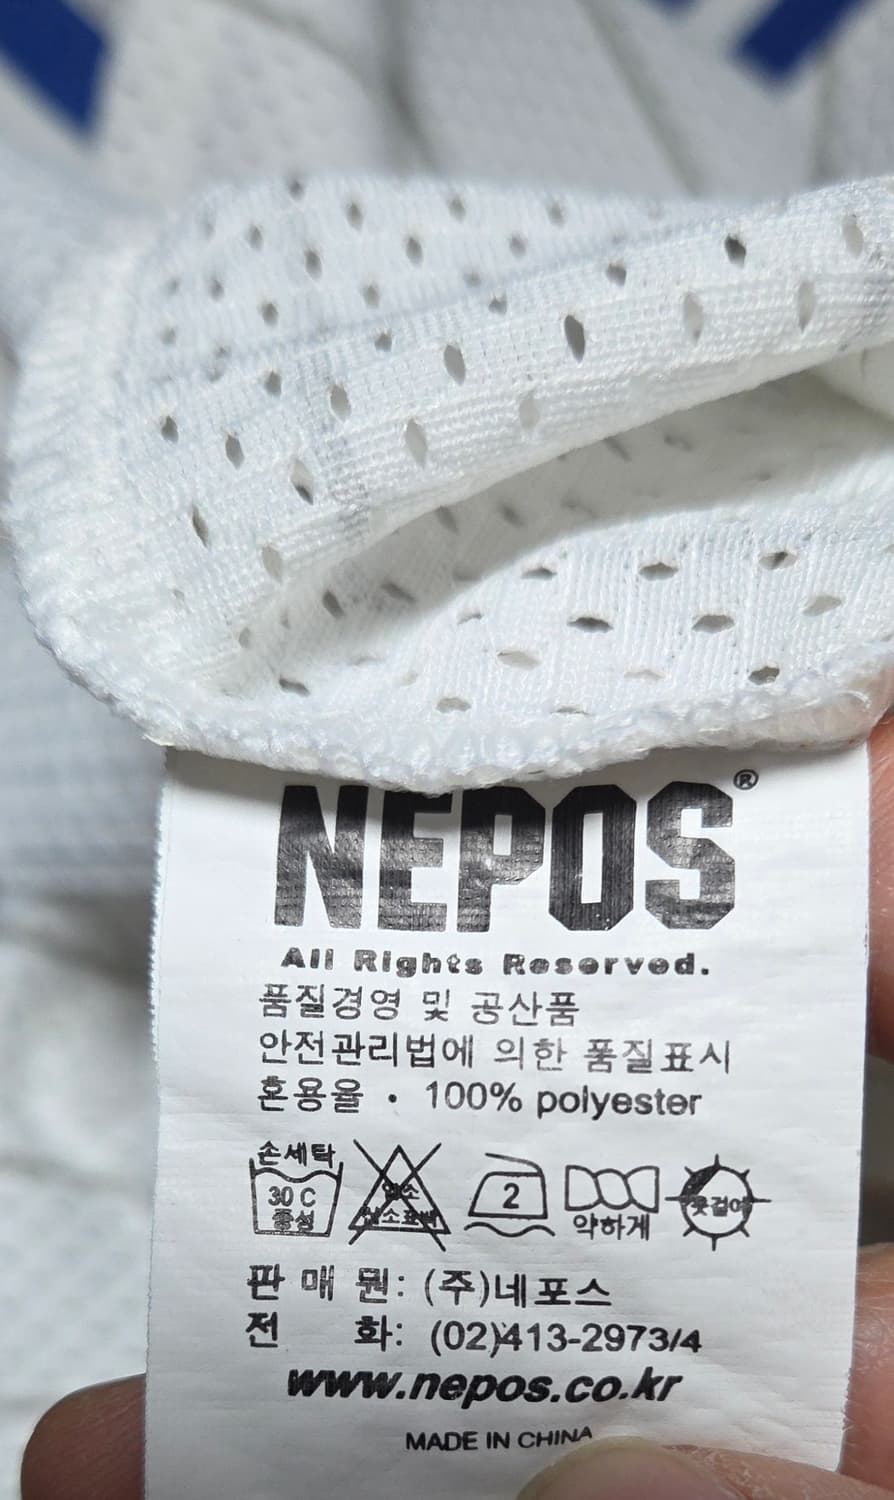 NEPOS®
All Rights Reserved.
품질경영 및 공산품
안전관리법에 의한 품질표시
혼용율 · 100% polyester
손세탁
30 C
중성
2
약하게
옷걸이
판 매 원: (주)네포스
전 화: (02)413-2973/4
www.nepos.co.kr
MADE IN CHINA